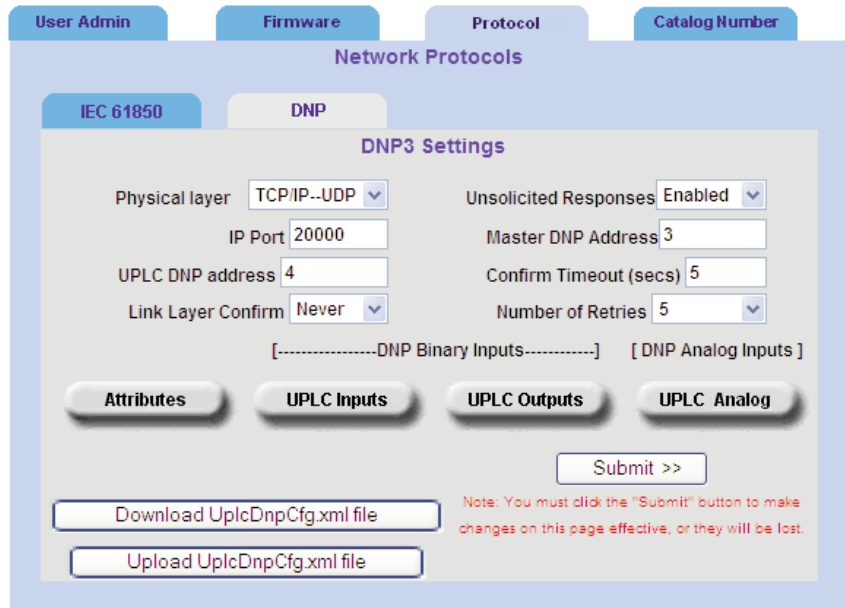 User Admin Firmware Protocol Catalog Number
Network Protocols
IEC 61850 DNP
DNP3 Settings
Physical layer TCP/IP--UDP Unsolicited Responses Enabled
IP Port 20000 Master DNP Address 3
UPLC DNP address 4 Confirm Timeout (secs) 5
Link Layer Confirm Never Number of Retries 5
[-----------------DNP Binary Inputs------------] [ DNP Analog Inputs ]
Attributes UPLC Inputs UPLC Outputs UPLC Analog
Submit >>
Download UplcDnpCfg.xml file
Note: You must click the "Submit" button to make
changes on this page effective, or they will be lost.
Upload UplcDnpCfg.xml file